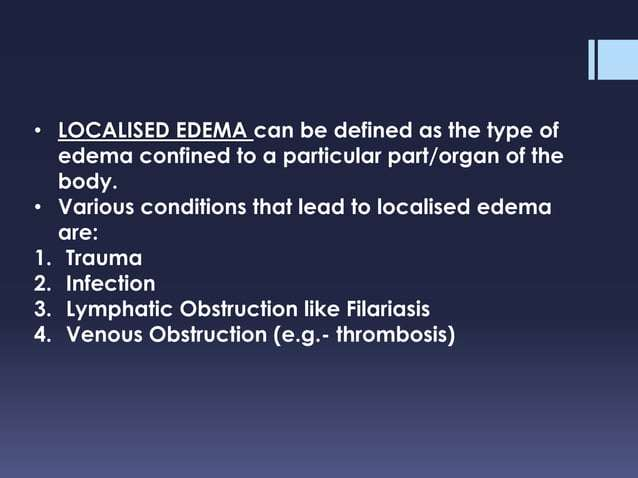 • LOCALISED EDEMA can be defined as the type of
edema confined to a particular part/organ of the
body.
• Various conditions that lead to localised edema
are:
1. Trauma
2. Infection
3. Lymphatic Obstruction like Filariasis
4. Venous Obstruction (e.g.- thrombosis)